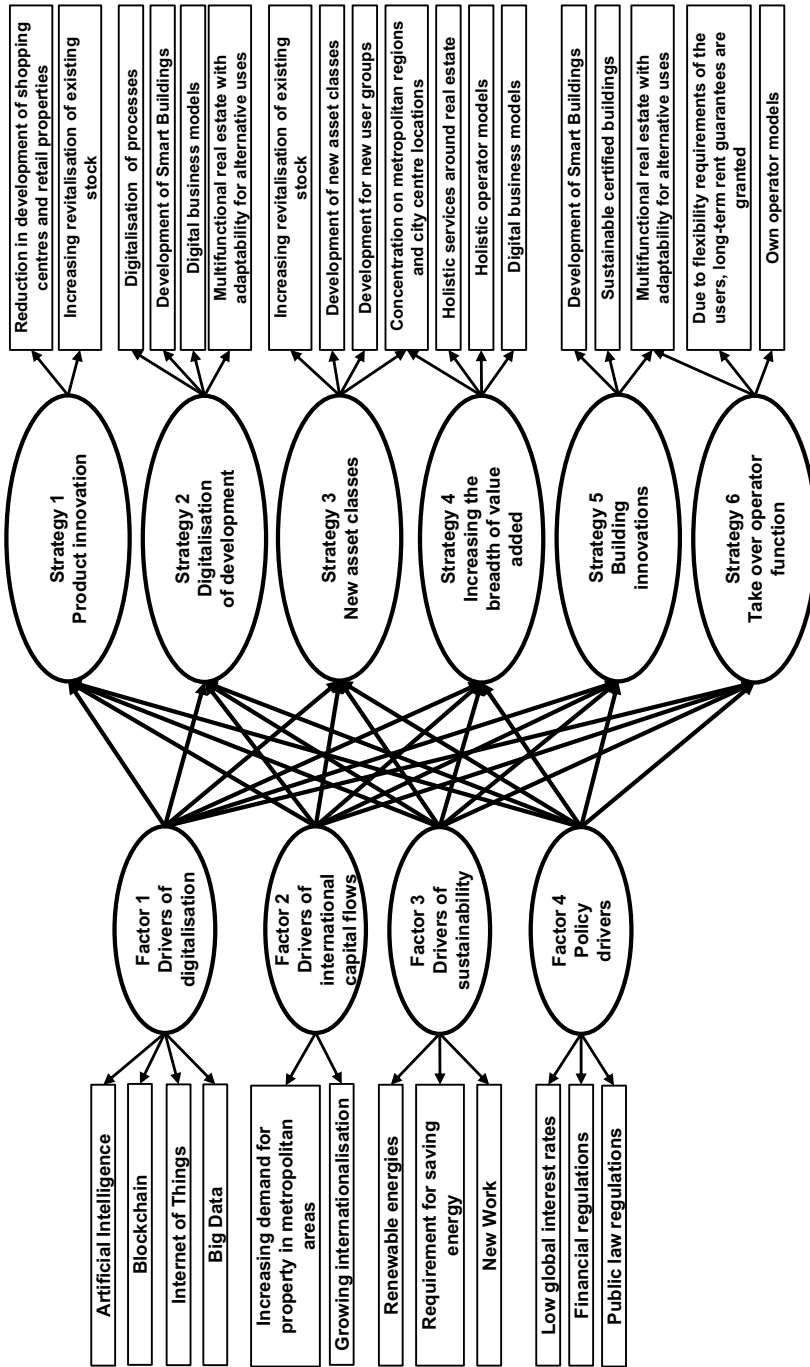 Artificial Intelligence
Blockchain
Internet of Things
Big Data
Increasing demand for
property in metropolitan
areas
Growing internationalisation
Renewable energies
Requirement for saving
energy
New Work
Low global interest rates
Financial regulations
Public law regulations
Factor 1
Drivers of
digitalisation
Factor 2
Drivers of
international
capital flows
Factor 3
Drivers of
sustainability
Factor 4
Policy
drivers
Strategy 1
Product innovation
Strategy 2
Digitalisation
of development
Strategy 3
New asset classes
Strategy 4
Increasing the
breadth of value
added
Strategy 5
Building
innovations
Strategy 6
Take over operator
function
Reduction in development of shopping
centres and retail properties
Increasing revitalisation of existing
stock
Digitalisation of processes
Development of Smart Buildings
Digital business models
Multifunctional real estate with
adaptability for alternative uses
Increasing revitalisation of existing
stock
Development of new asset classes
Development for new user groups
Concentration on metropolitan regions
and city centre locations
Holistic services around real estate
Holistic operator models
Digital business models
Development of Smart Buildings
Sustainable certified buildings
Multifunctional real estate with
adaptability for alternative uses
Due to flexibility requirements of the
users, long-term rent guarantees are
granted
Own operator models